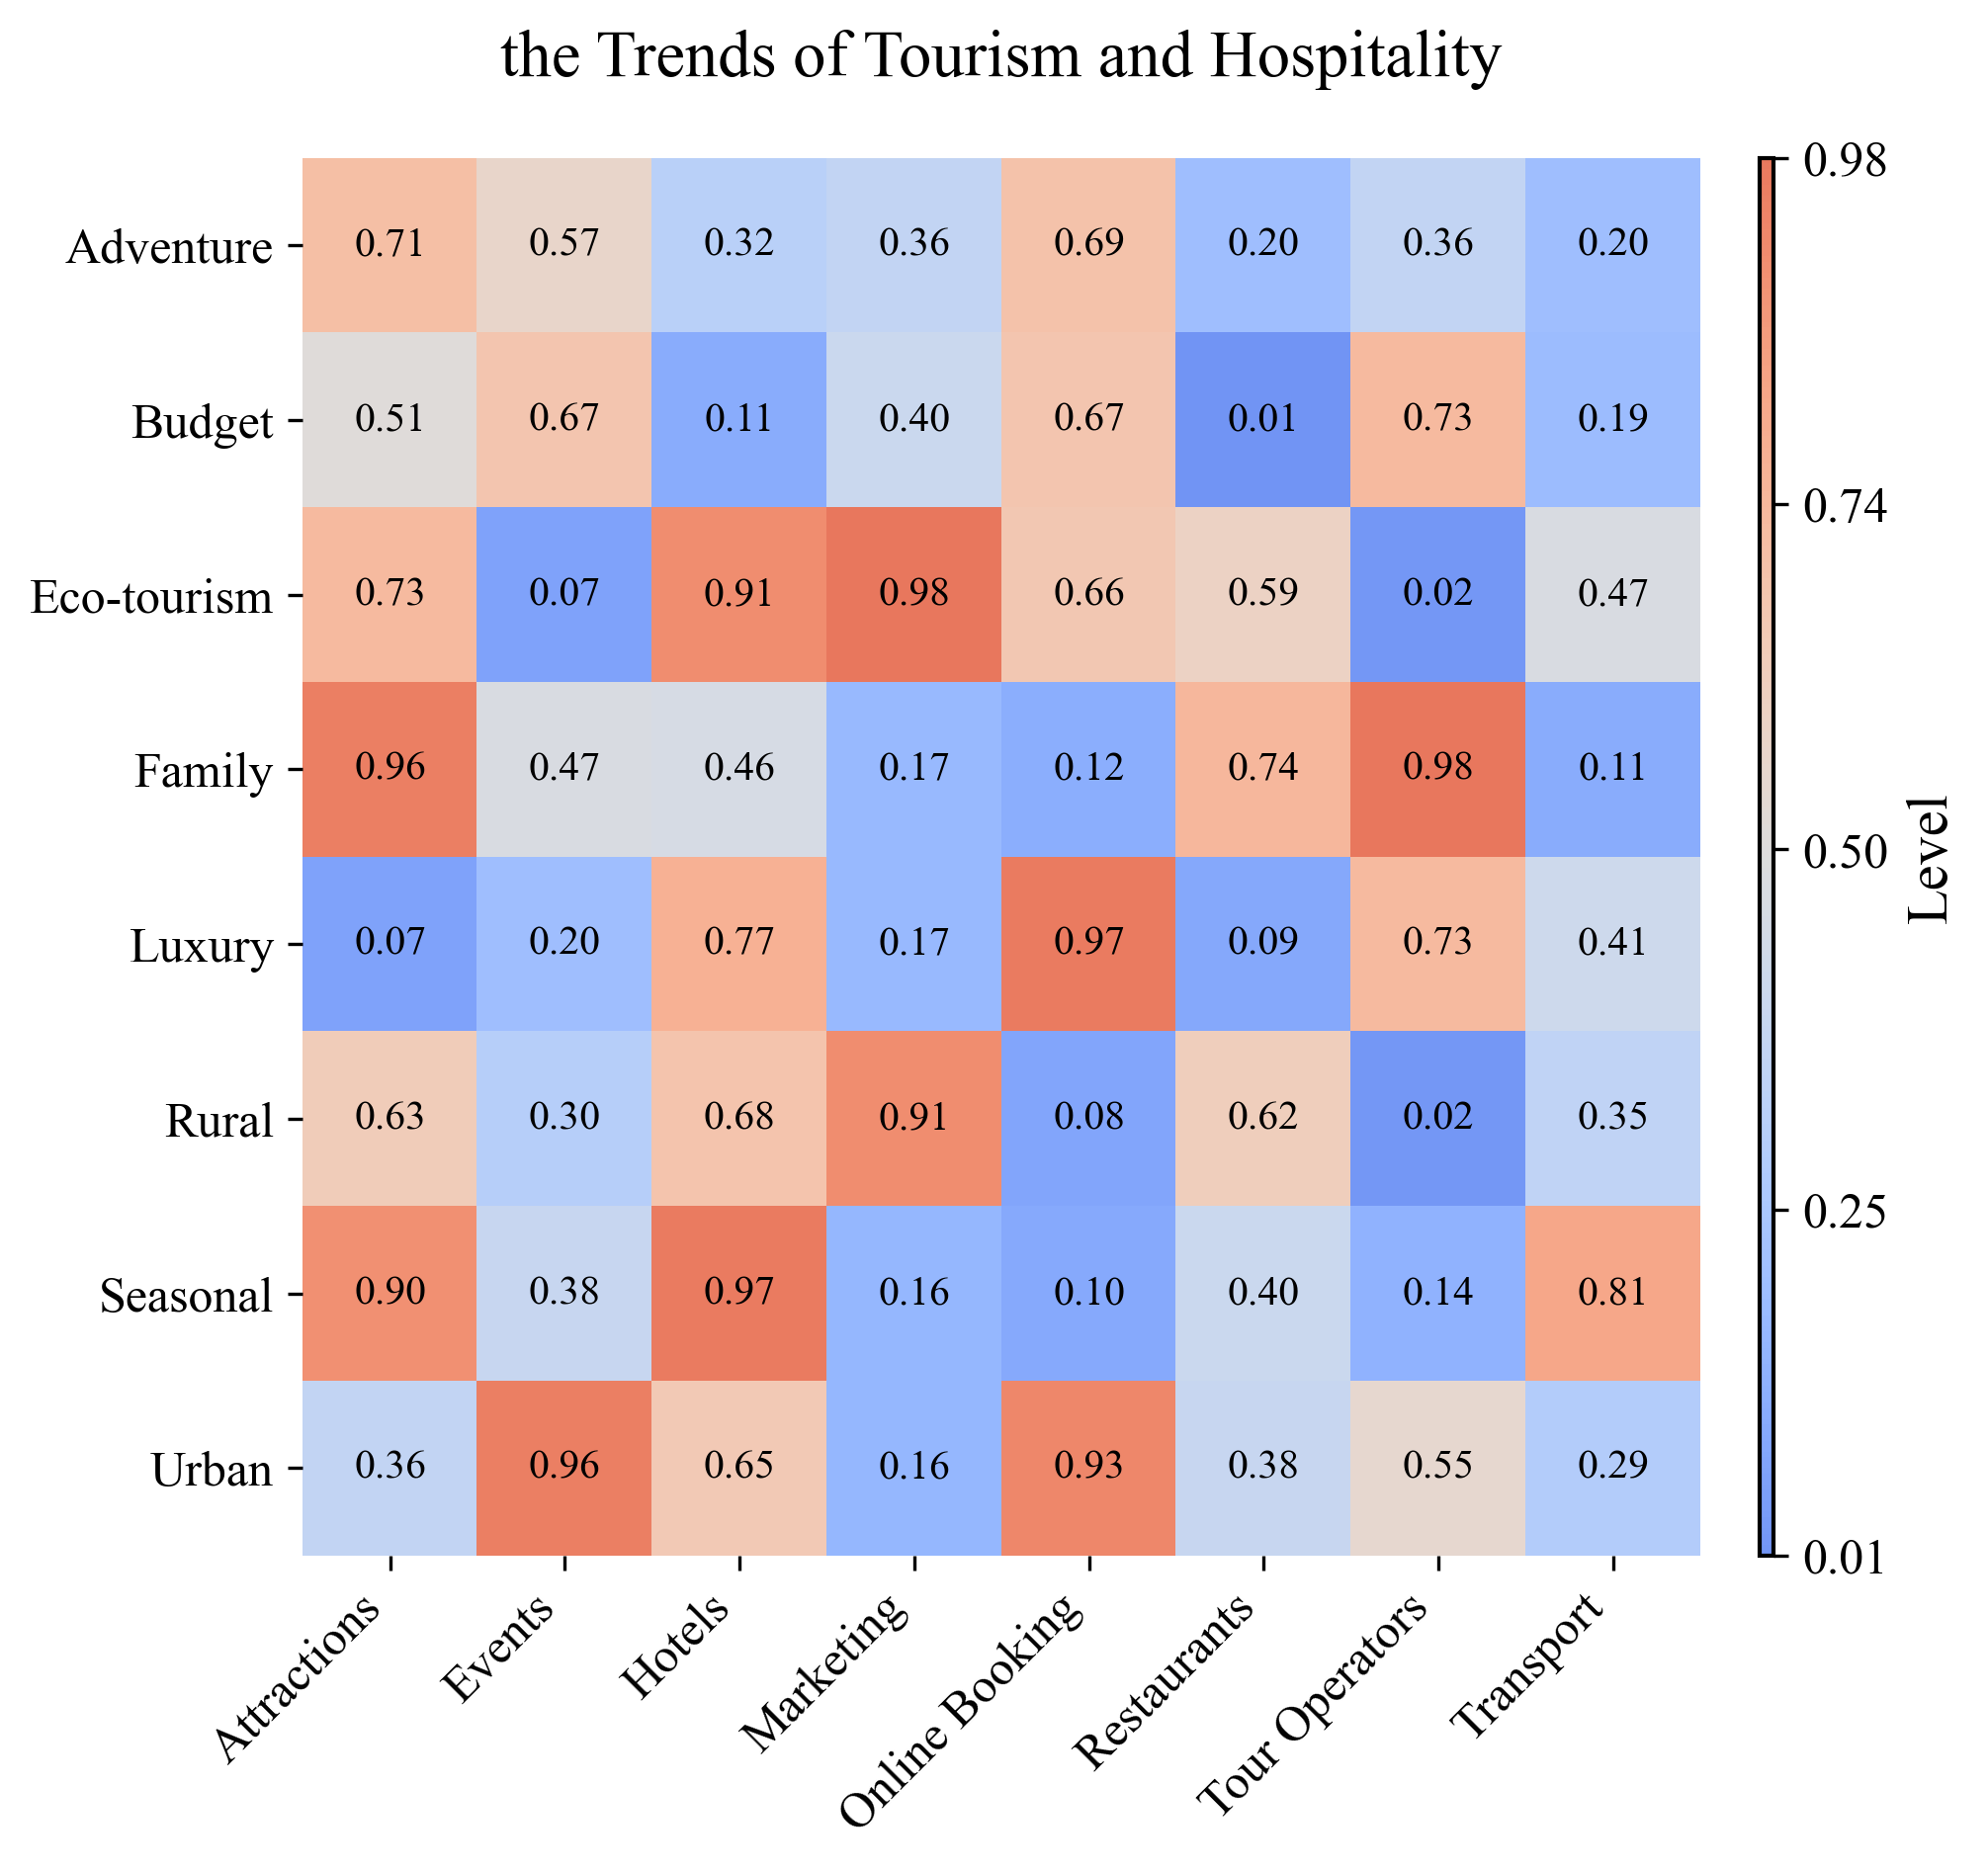 the Trends of Tourism and Hospitality
Adventure 0.71 0.57 0.32 0.36 0.69 0.20 0.36 0.20
Budget 0.51 0.67 0.11 0.40 0.67 0.01 0.73 0.19
Eco-tourism 0.73 0.07 0.91 0.98 0.66 0.59 0.02 0.47
Family 0.96 0.47 0.46 0.17 0.12 0.74 0.98 0.11
Luxury 0.07 0.20 0.77 0.17 0.97 0.09 0.73 0.41
Rural 0.63 0.30 0.68 0.91 0.08 0.62 0.02 0.35
Seasonal 0.90 0.38 0.97 0.16 0.10 0.40 0.14 0.81
Urban 0.36 0.96 0.65 0.16 0.93 0.38 0.55 0.29
Attractions
Events
Hotels
Marketing
Online Booking
Restaurants
Tour Operators
Transport
0.98
0.74
0.50
0.25
0.01
Level